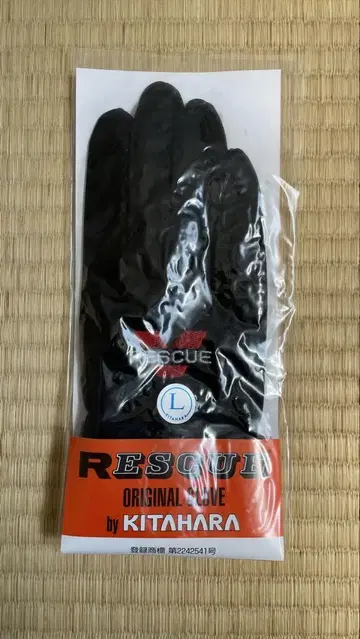 RESCUE
L
KITAHARA
RESCUE
ORIGINAL GLOVE
by KITAHARA
登録商標 第2242541号